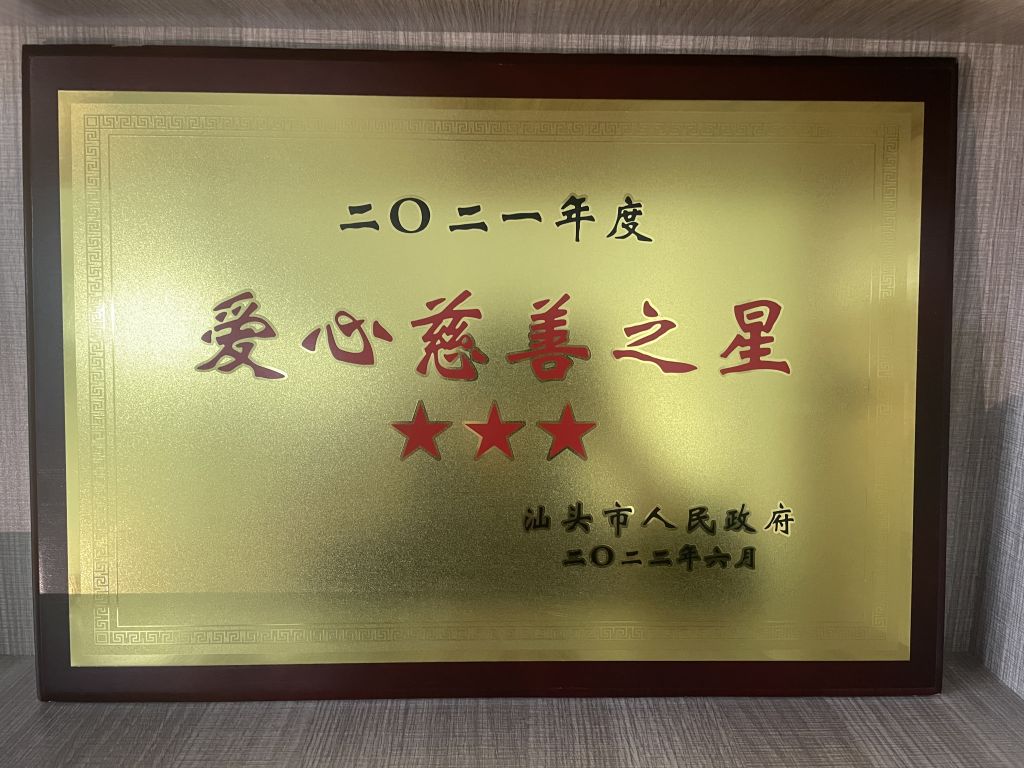 二〇二一年度
爱心慈善之星
★★★
汕头市人民政府
二〇二二年六月